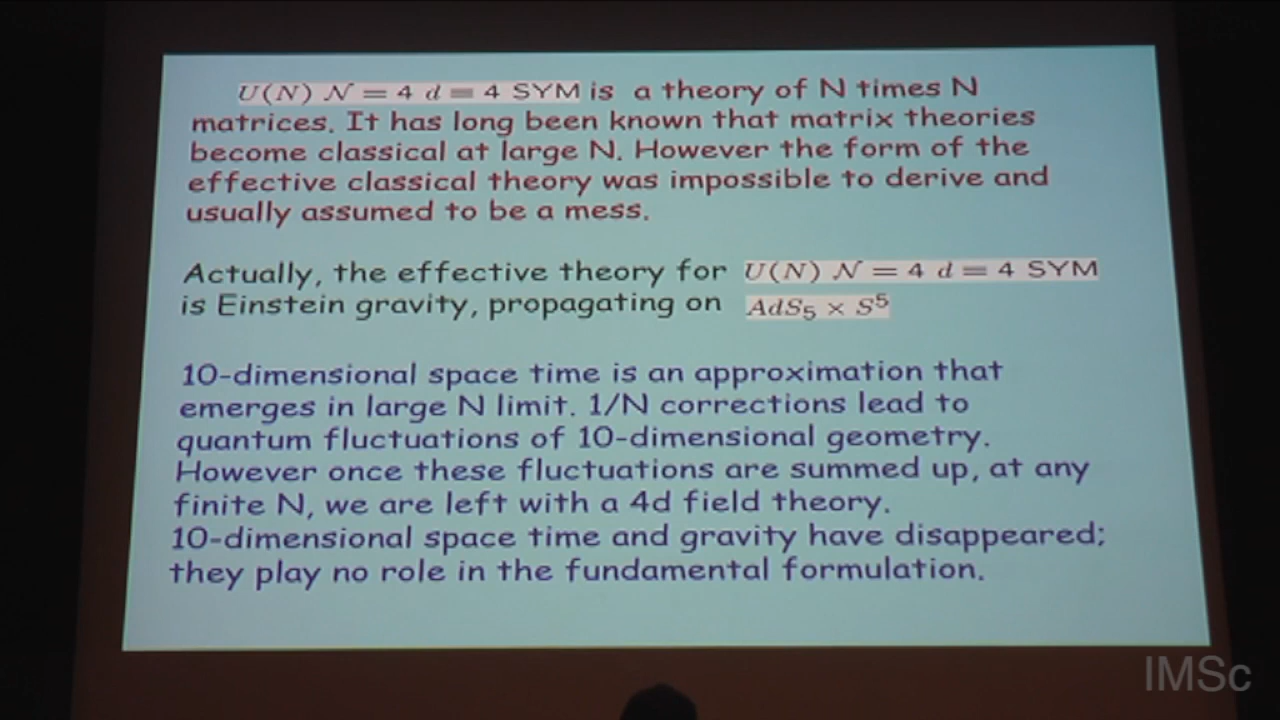 U(N) 𝒩 = 4 d = 4 SYM is a theory of N times N
matrices. It has long been known that matrix theories
become classical at large N. However the form of the
effective classical theory was impossible to derive and
usually assumed to be a mess.
Actually, the effective theory for U(N) 𝒩 = 4 d = 4 SYM
is Einstein gravity, propagating on AdS₅ × S⁵
10-dimensional space time is an approximation that
emerges in large N limit. 1/N corrections lead to
quantum fluctuations of 10-dimensional geometry.
However once these fluctuations are summed up, at any
finite N, we are left with a 4d field theory.
10-dimensional space time and gravity have disappeared;
they play no role in the fundamental formulation.
IMSc